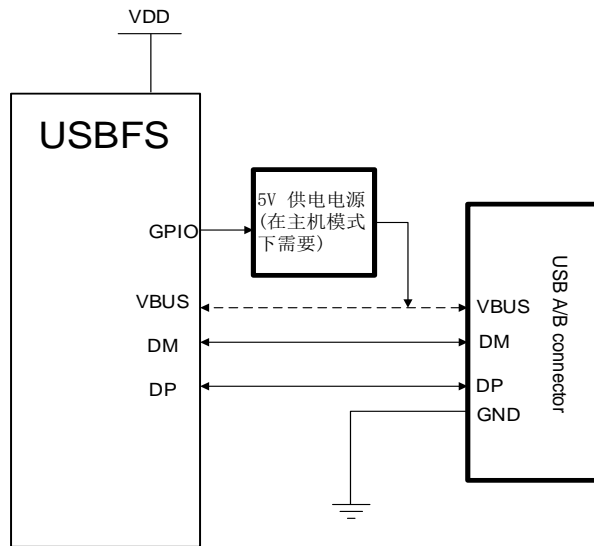 VDD
USBFS
5V 供电电源
(在主机模式
下需要)
GPIO
VBUS
DM
DP
VBUS
DM
DP
GND
USB A/B connector